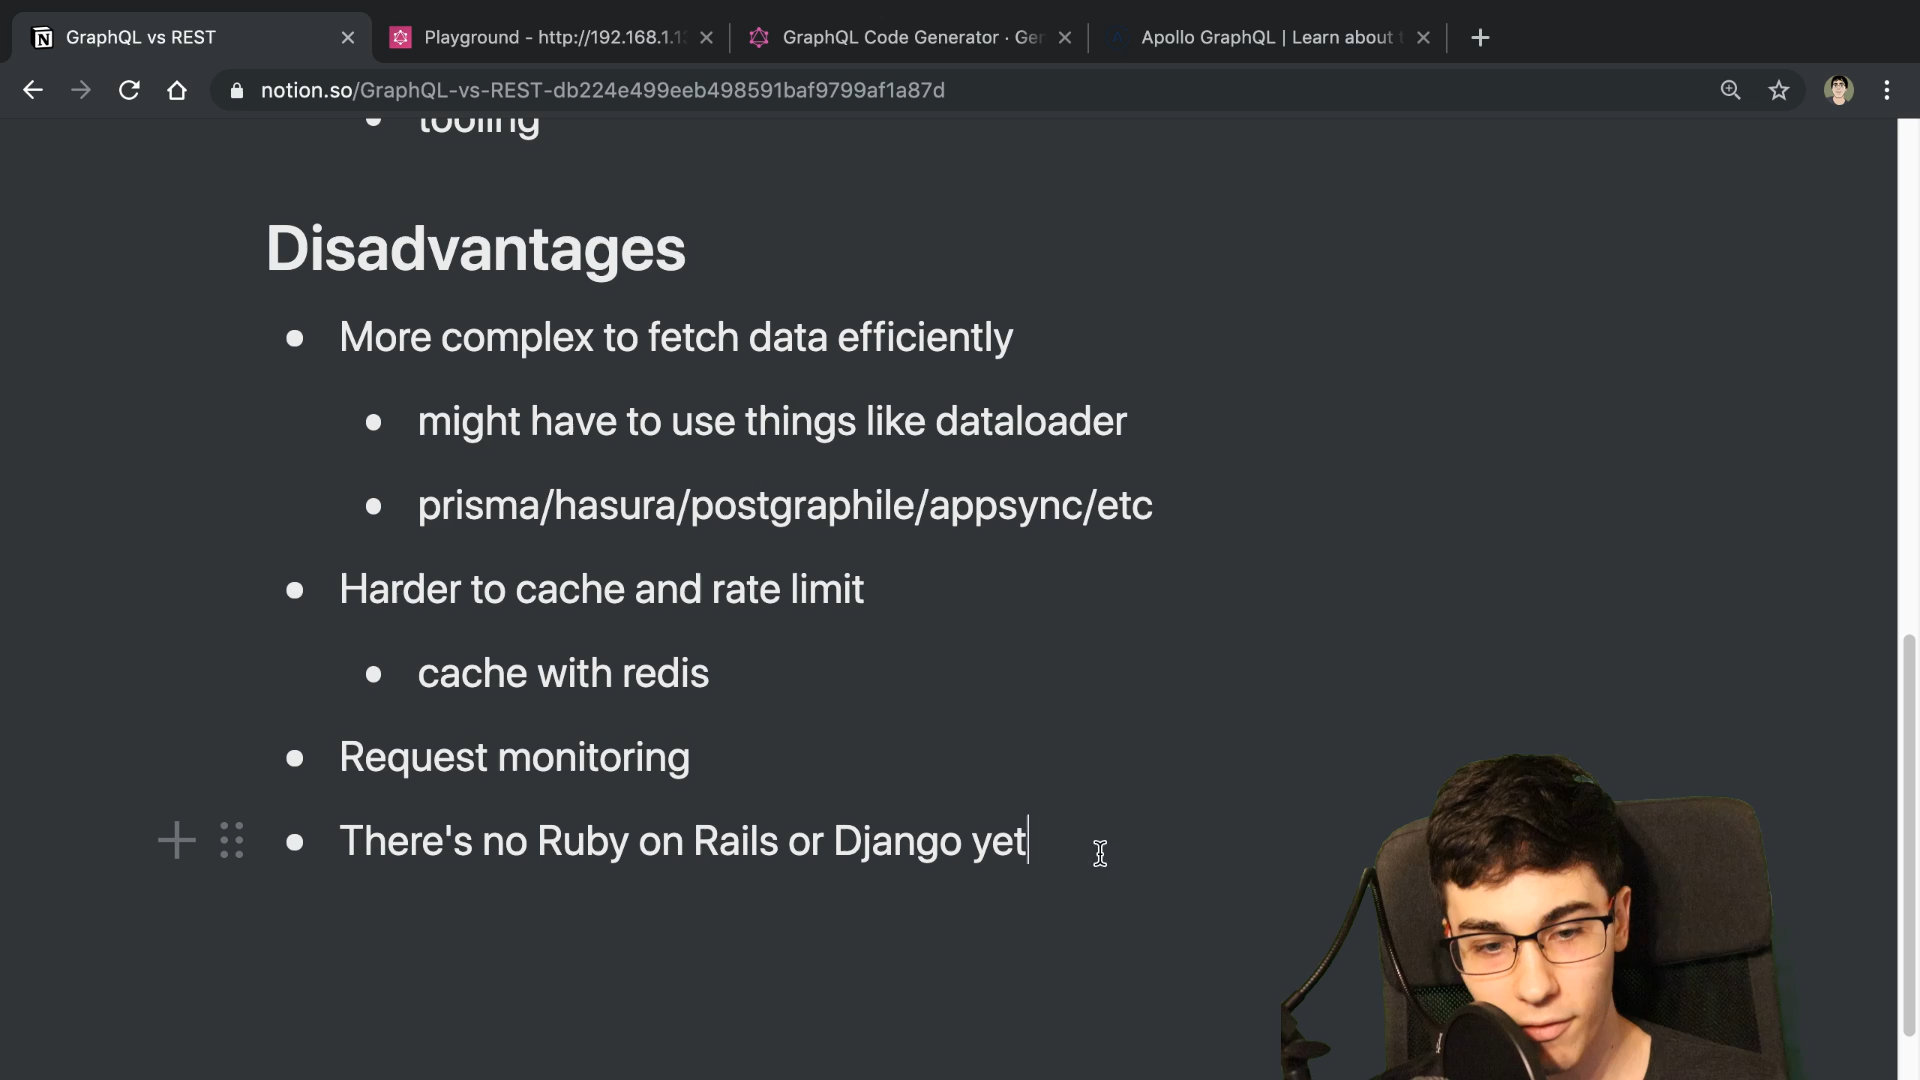 GraphQL vs REST
Playground - http://192.168.1.1
GraphQL Code Generator · Ge
Apollo GraphQL | Learn about
notion.so/GraphQL-vs-REST-db224e499eeb498591baf9799af1a87d
tooling
Disadvantages
More complex to fetch data efficiently
might have to use things like dataloader
prisma/hasura/postgraphile/appsync/etc
Harder to cache and rate limit
cache with redis
Request monitoring
There's no Ruby on Rails or Django yet